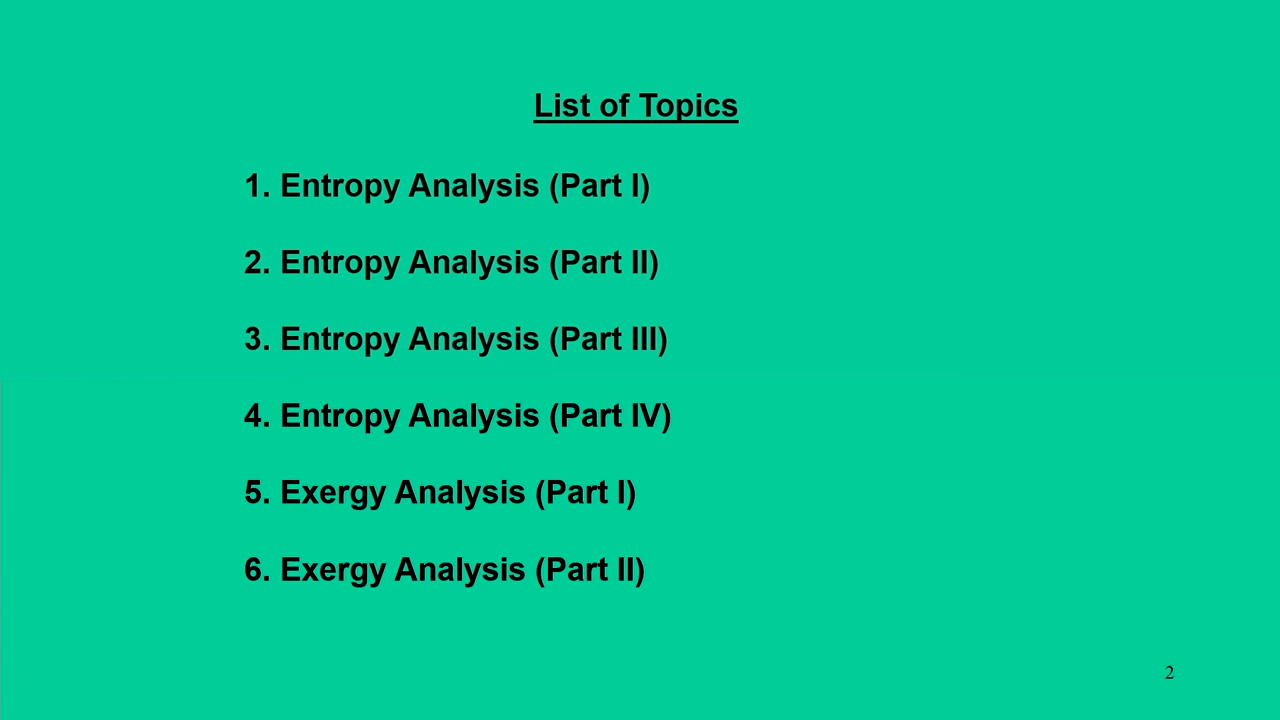 List of Topics
1. Entropy Analysis (Part I)
2. Entropy Analysis (Part II)
3. Entropy Analysis (Part III)
4. Entropy Analysis (Part IV)
5. Exergy Analysis (Part I)
6. Exergy Analysis (Part II)
2